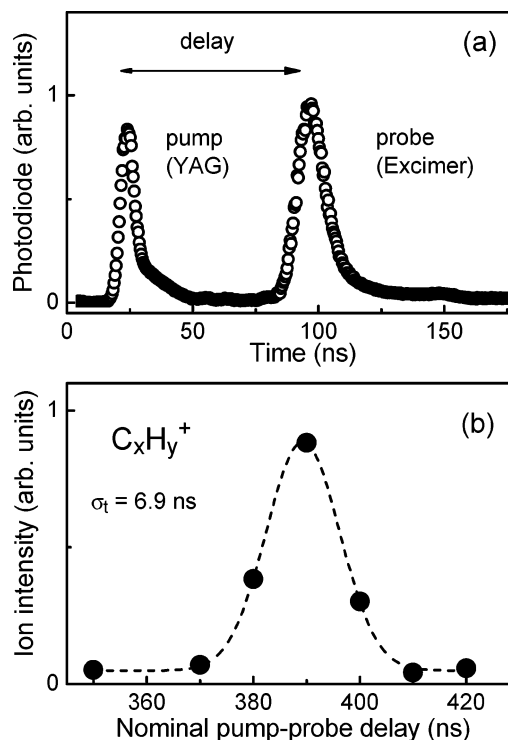 (a)
delay
1
pump
(YAG)
probe
(Excimer)
0
0 50 100 150
Photodiode (arb. units)
Time (ns)
(b)
1
CₓHᵧ⁺
σₜ = 6.9 ns
0
360 380 400 420
Ion intensity (arb. units)
Nominal pump-probe delay (ns)